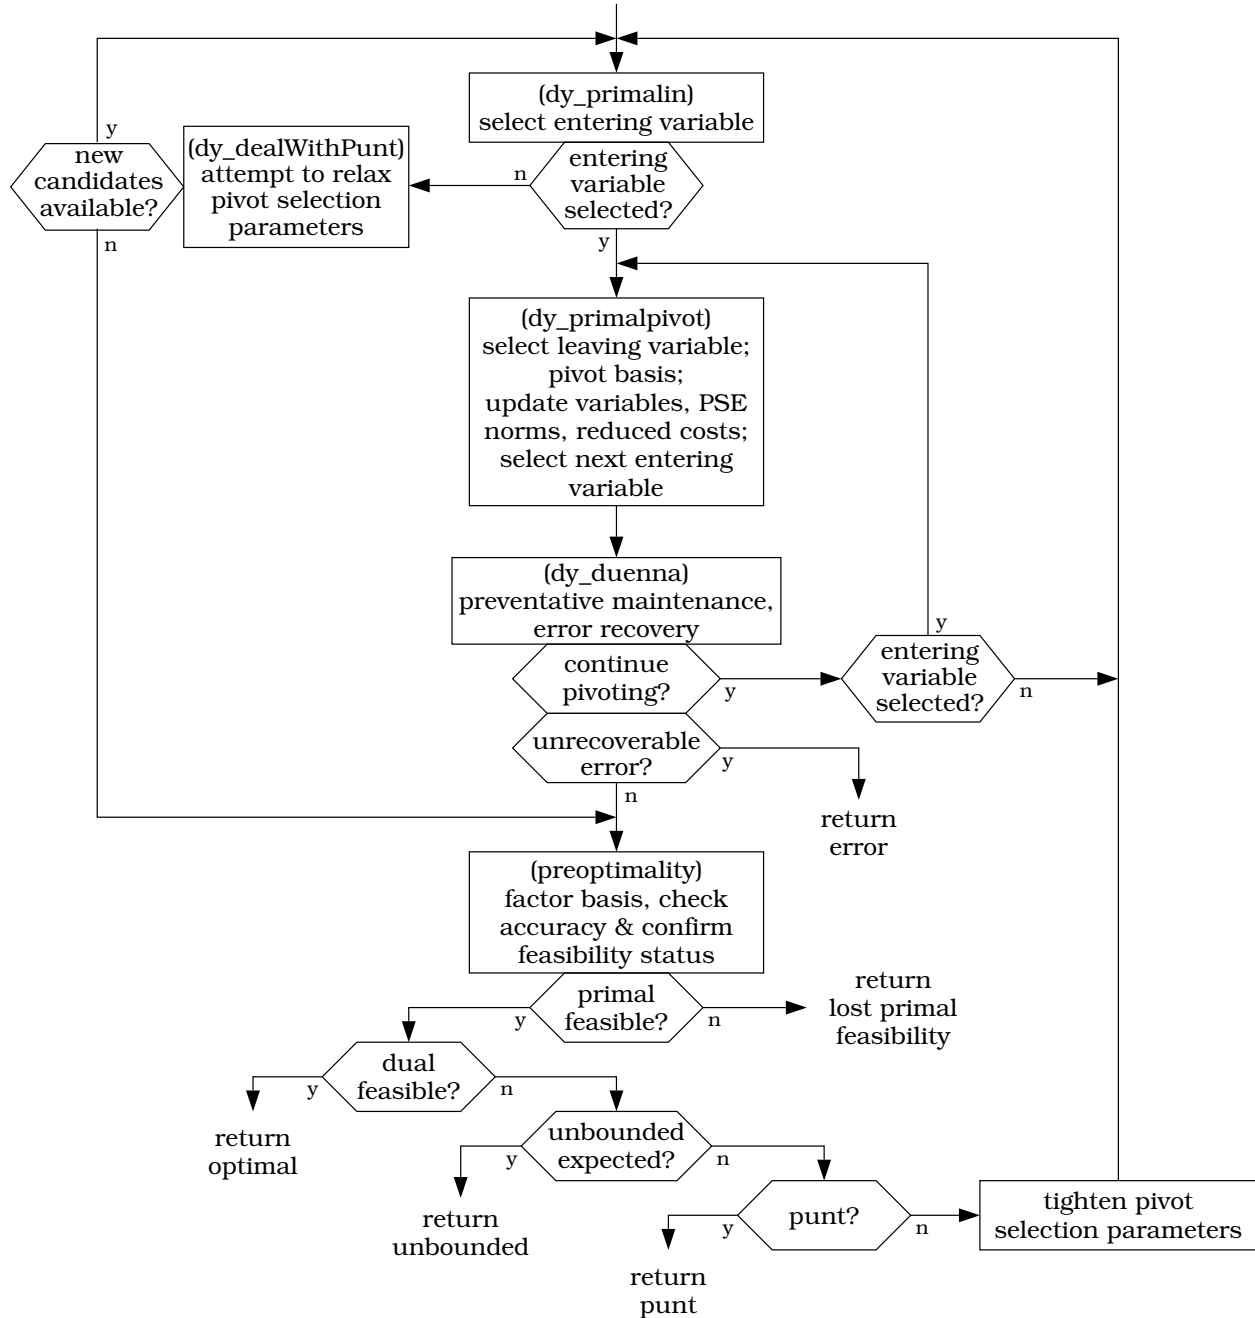 (dy_primalin)
select entering variable
y
new
candidates
available?
n
(dy_dealWithPunt)
attempt to relax
pivot selection
parameters
n
entering
variable
selected?
y
(dy_primalpivot)
select leaving variable;
pivot basis;
update variables, PSE
norms, reduced costs;
select next entering
variable
(dy_duenna)
preventative maintenance,
error recovery
continue
pivoting?
y
y
entering
variable
selected?
n
unrecoverable
error?
y
n
return
error
(preoptimality)
factor basis, check
accuracy & confirm
feasibility status
primal
feasible?
y
n
return
lost primal
feasibility
dual
feasible?
y
n
return
optimal
unbounded
expected?
y
n
return
unbounded
punt?
y
n
return
punt
tighten pivot
selection parameters